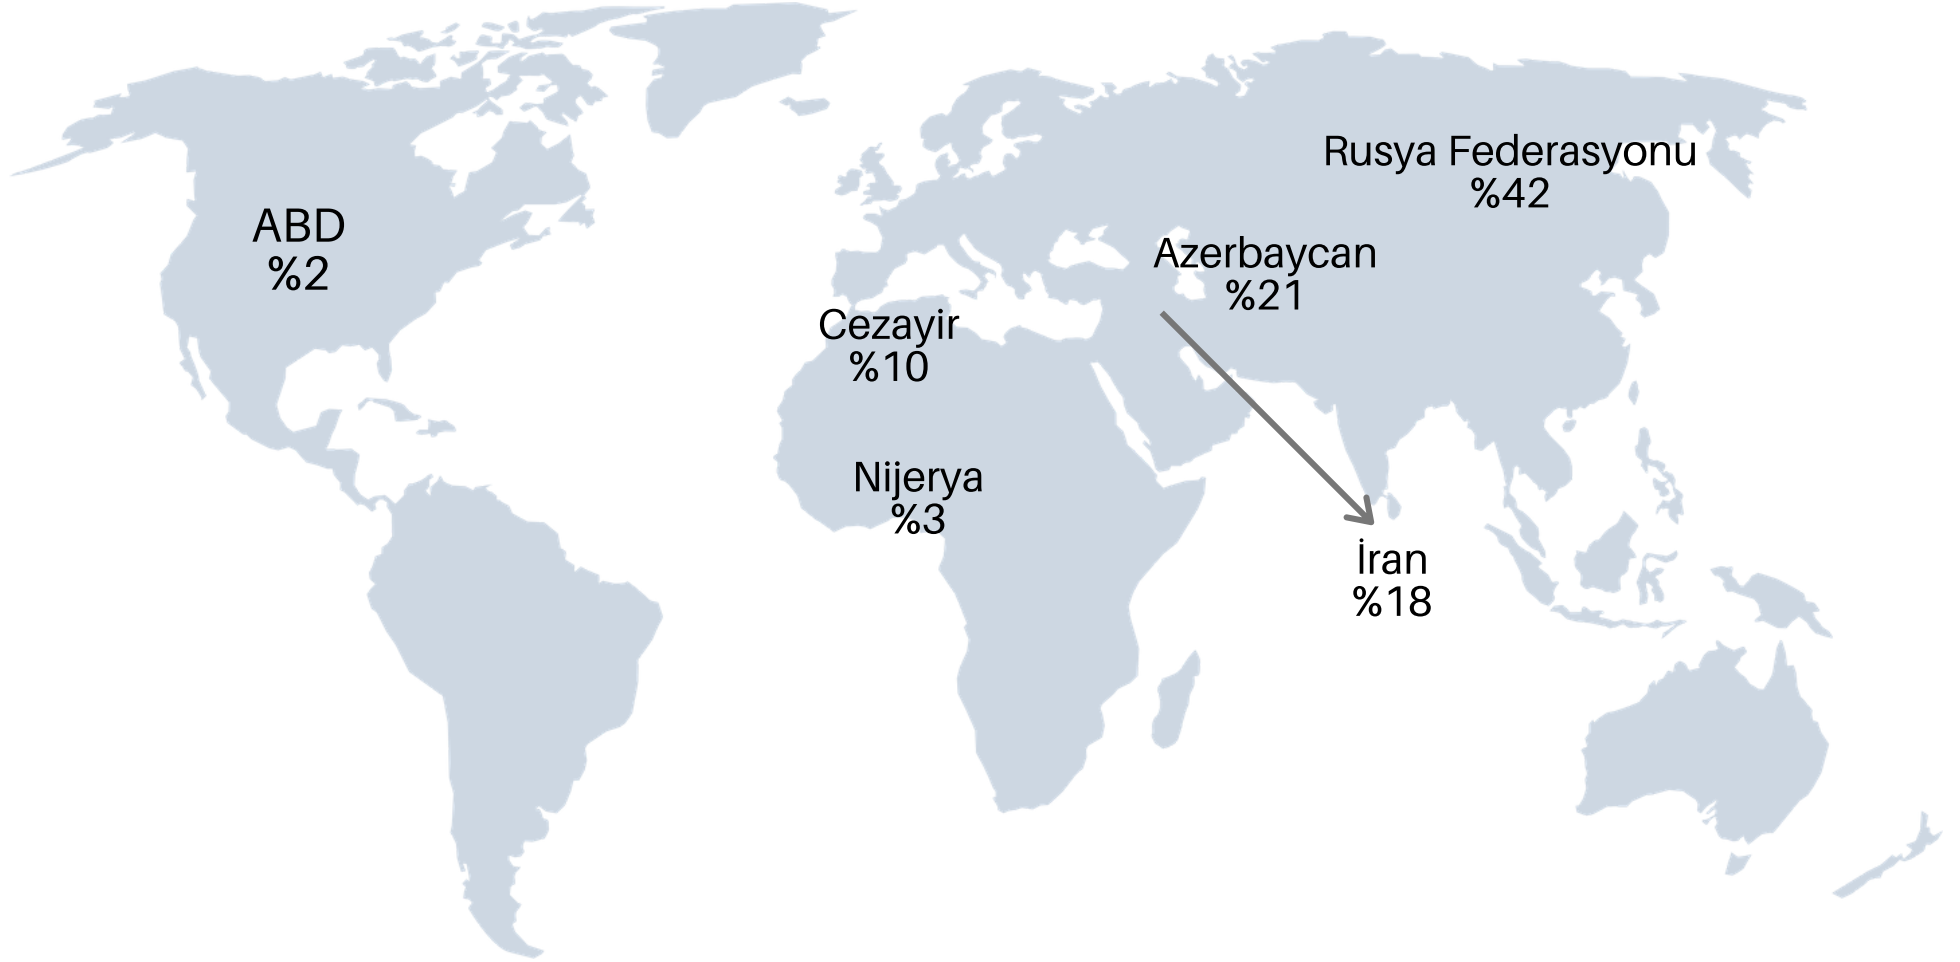 Rusya Federasyonu
%42
ABD
%2
Azerbaycan
%21
Cezayir
%10
Nijerya
%3
İran
%18